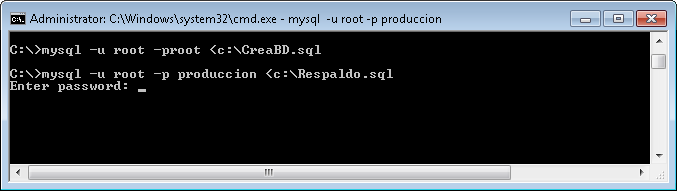 Administrator: C:\Windows\system32\cmd.exe - mysql  -u root -p produccion
C:\>mysql -u root -proot <c:\CreaBD.sql
C:\>mysql -u root -p produccion <c:\Respaldo.sql
Enter password: _